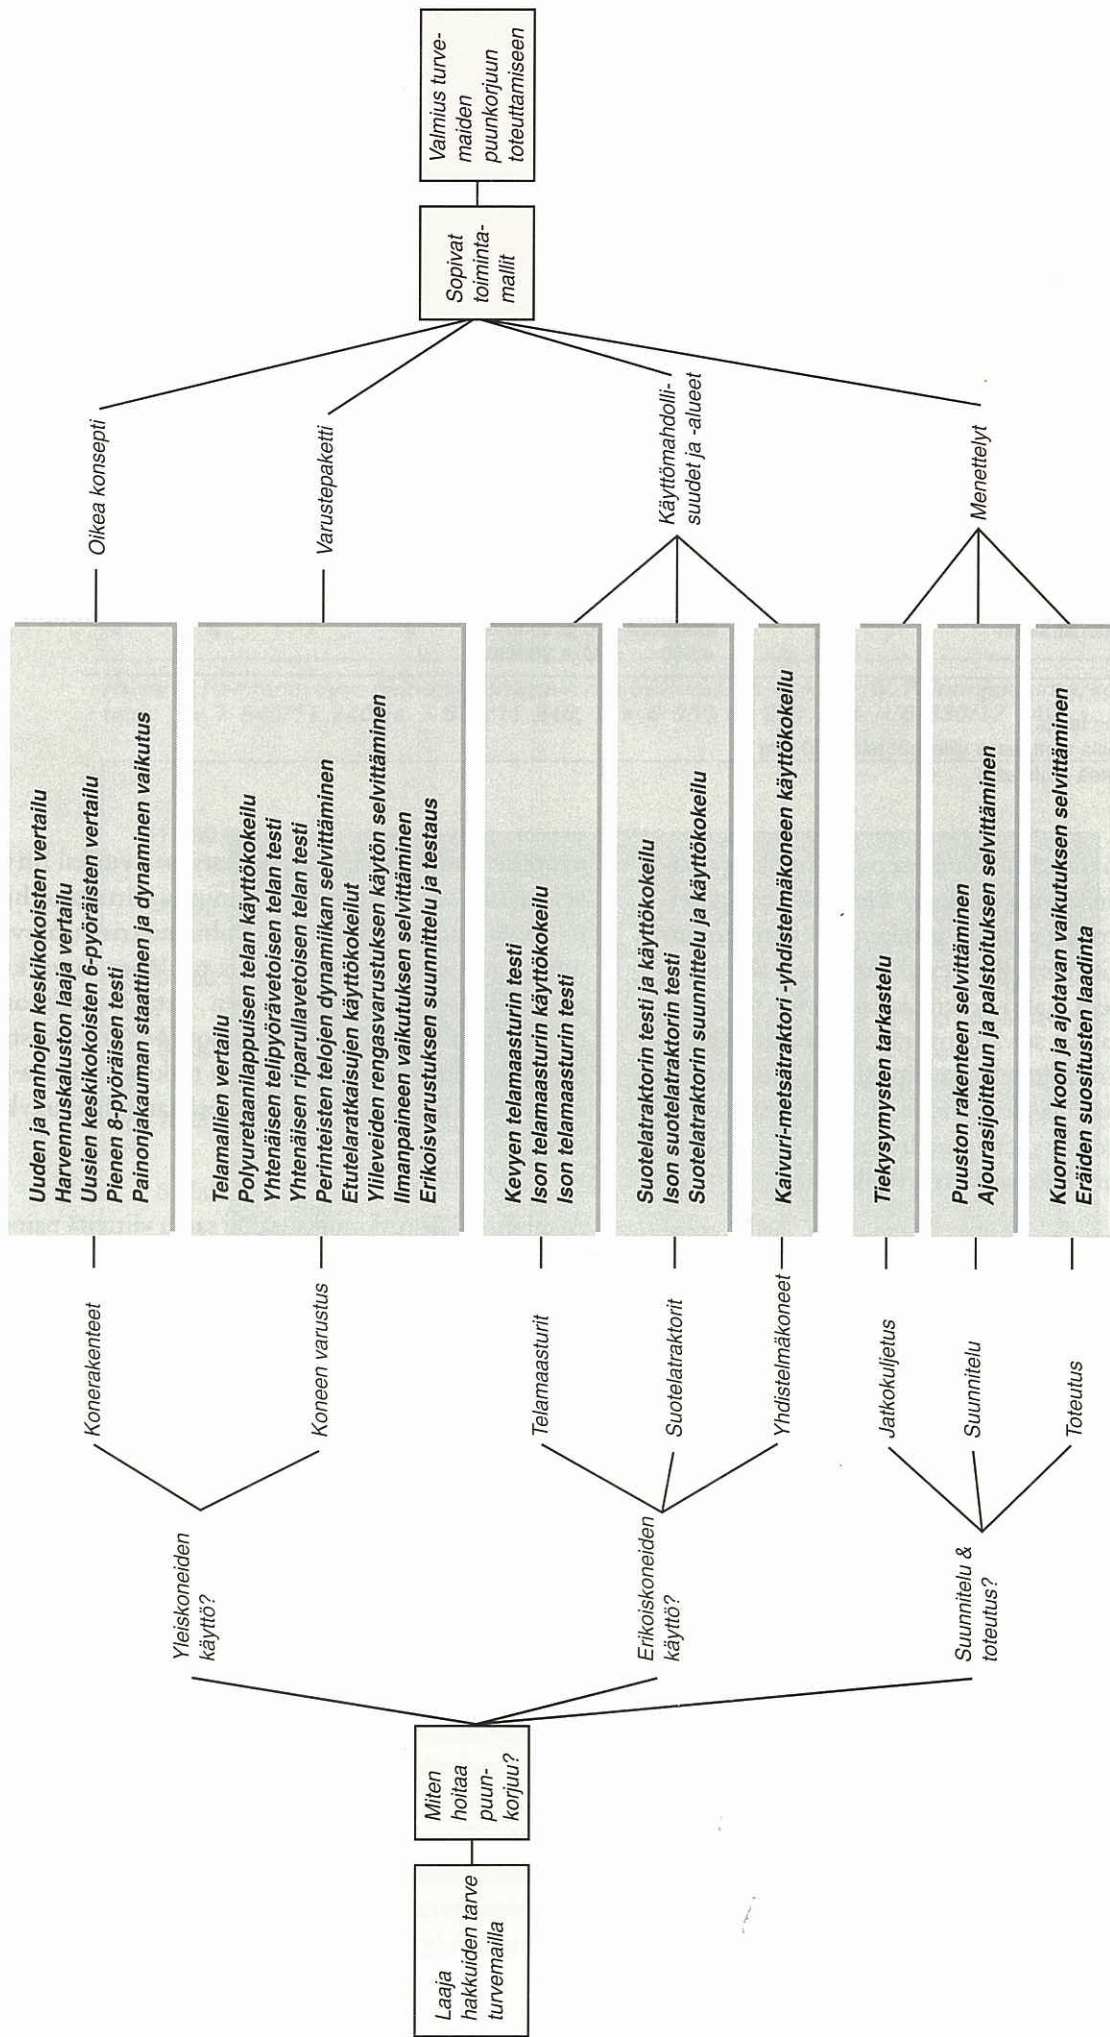 Laaja
hakkuiden tarve
turvemailla
Miten
hoitaa
puun-
korjuu?
Yleiskoneiden
käyttö?
Erikoiskoneiden
käyttö?
Suunnitelu &
toteutus?
Konerakenteet
Koneen varustus
Telamaasturit
Suotelatraktorit
Yhdistelmäkoneet
Jatkokuljetus
Suunnitelu
Toteutus
Uuden ja vanhojen keskikokoisten vertailu
Harvennuskaluston laaja vertailu
Uusien keskikokoisten 6-pyöräisten vertailu
Pienen 8-pyöräisen testi
Painonjakauman staattinen ja dynaminen vaikutus
Telamallien vertailu
Polyuretaanilappuisen telan käyttökokeilu
Yhtenäisen telipyörävetoisen telan testi
Yhtenäisen riparullavetoisen telan testi
Perinteisten telojen dynamiikan selvittäminen
Etutelaratkaisujen käyttökokeilut
Ylileveiden rengasvarustuksen käytön selvittäminen
Ilmanpaineen vaikutuksen selvittäminen
Erikoisvarustuksen suunnittelu ja testaus
Kevyen telamaasturin testi
Ison telamaasturin käyttökokeilu
Ison telamaasturin testi
Suotelatraktorin testi ja käyttökokeilu
Ison suotelatraktorin testi
Suotelatraktorin suunnittelu ja käyttökokeilu
Kaivuri-metsäraktori -yhdistelmäkoneen käyttökokeilu
Tiekysymysten tarkastelu
Puuston rakenteen selvittäminen
Ajourasijoittelun ja palstoituksen selvittäminen
Kuorman koon ja ajotavan vaikutuksen selvittäminen
Eräiden suositusten laadinta
Oikea konsepti
Varustepaketti
Käyttömahdolli-
suudet ja -alueet
Menettelyt
Sopivat
toiminta-
mallit
Valmius turve-
maiden
puunkorjuun
toteuttamiseen